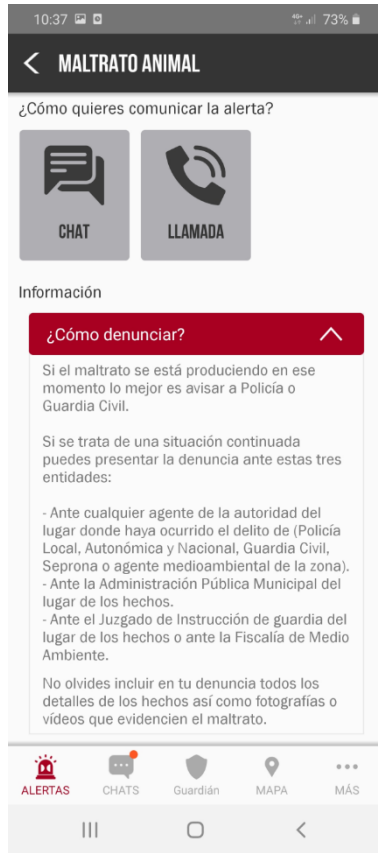 10:37 73%
MALTRATO ANIMAL
¿Cómo quieres comunicar la alerta?
CHAT LLAMADA
Información
¿Cómo denunciar?
Si el maltrato se está produciendo en ese
momento lo mejor es avisar a Policía o
Guardia Civil.
Si se trata de una situación continuada
puedes presentar la denuncia ante estas tres
entidades:
- Ante cualquier agente de la autoridad del
lugar donde haya ocurrido el delito de (Policía
Local, Autonómica y Nacional, Guardia Civil,
Seprona o agente medioambiental de la zona).
- Ante la Administración Pública Municipal del
lugar de los hechos.
- Ante el Juzgado de Instrucción de guardia del
lugar de los hechos o ante la Fiscalía de Medio
Ambiente.
No olvides incluir en tu denuncia todos los
detalles de los hechos así como fotografías o
vídeos que evidencien el maltrato.
ALERTAS CHATS Guardián MAPA MÁS